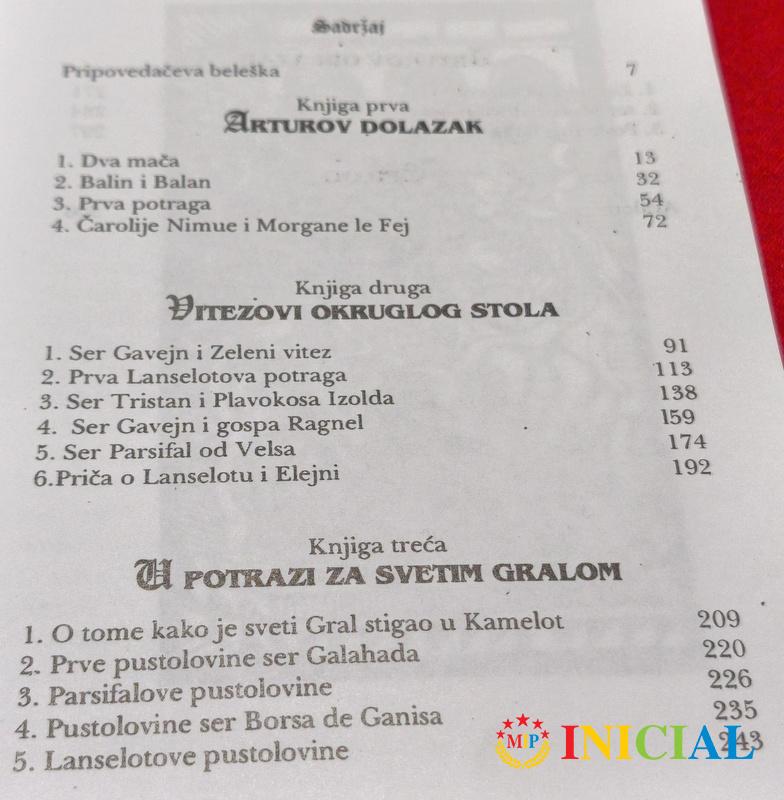 Sadržaj
Pripovedačeva beleška 7
Knjiga prva
ARTUROV DOLAZAK
1. Dva mača 13
2. Balin i Balan 32
3. Prva potraga 54
4. Čarolije Nimue i Morgane le Fej 72
Knjiga druga
VITEZOVI OKRUGLOG STOLA
1. Ser Gavejn i Zeleni vitez 91
2. Prva Lanselotova potraga 113
3. Ser Tristan i Plavokosa Izolda 138
4. Ser Gavejn i gospa Ragnel 159
5. Ser Parsifal od Velsa 174
6.Priča o Lanselotu i Elejni 192
Knjiga treća
U POTRAZI ZA SVETIM GRALOM
1. O tome kako je sveti Gral stigao u Kamelot 209
2. Prve pustolovine ser Galahada 220
3. Parsifalove pustolovine 226
4. Pustolovine ser Borsa de Ganisa 235
5. Lanselotove pustolovine 243
MIP INICIAL